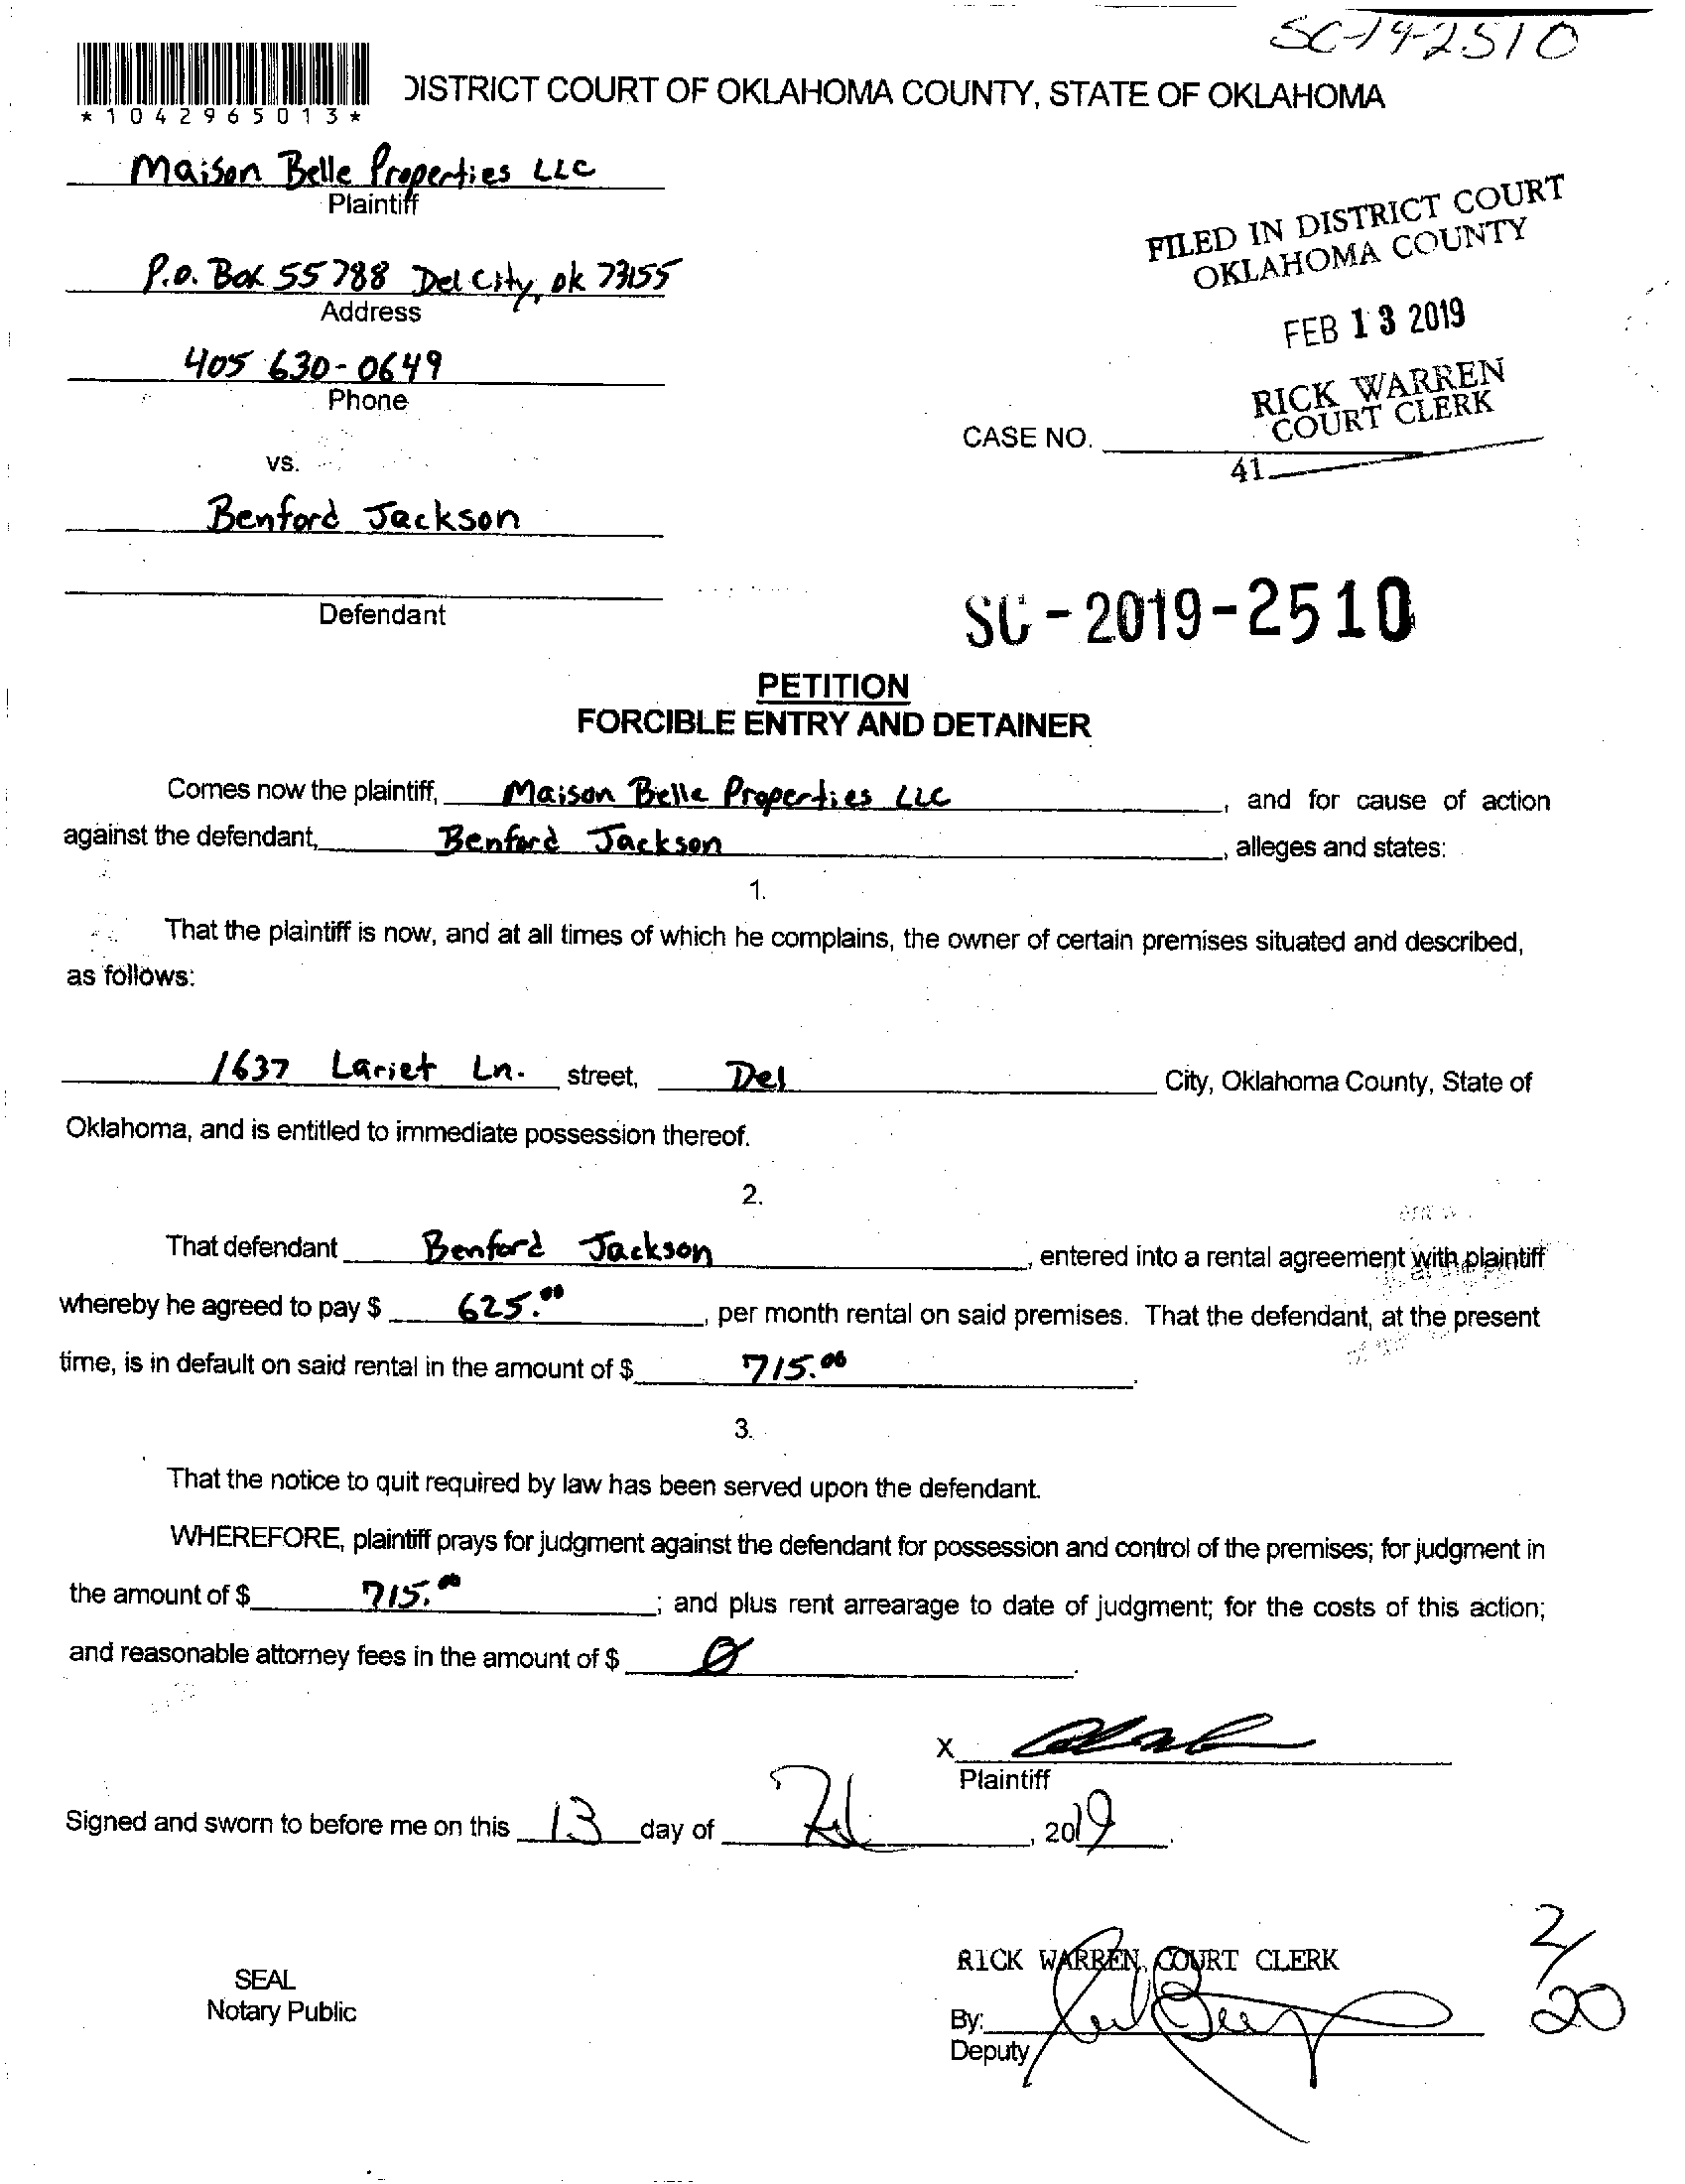 SC-19-2510
*1042965013*
DISTRICT COURT OF OKLAHOMA COUNTY, STATE OF OKLAHOMA
Maison Belle Properties LLC
Plaintiff
P.O. Box 55788 Del City, ok 73155
Address
405 630-0649
Phone
vs.
Benford Jackson
Defendant
FILED IN DISTRICT COURT
OKLAHOMA COUNTY
FEB 13 2019
RICK WARREN
COURT CLERK
CASE NO.
41
SC-2019-2510
PETITION
FORCIBLE ENTRY AND DETAINER
Comes now the plaintiff, Maison Belle Properties LLC, and for cause of action
against the defendant, Benford Jackson, alleges and states:
1.
That the plaintiff is now, and at all times of which he complains, the owner of certain premises situated and described,
as follows:
1637 Lariet Ln. street, Del City, Oklahoma County, State of
Oklahoma, and is entitled to immediate possession thereof.
2.
That defendant Benford Jackson, entered into a rental agreement with plaintiff
whereby he agreed to pay $ 625.00, per month rental on said premises. That the defendant, at the present
time, is in default on said rental in the amount of $ 715.00.
3.
That the notice to quit required by law has been served upon the defendant.
WHEREFORE, plaintiff prays for judgment against the defendant for possession and control of the premises; for judgment in
the amount of $ 715.00; and plus rent arrearage to date of judgment; for the costs of this action;
and reasonable attorney fees in the amount of $ Ø.
X
Plaintiff
Signed and sworn to before me on this 13 day of Feb, 2019.
SEAL
Notary Public
RICK WARREN, COURT CLERK
By:
Deputy
2/20